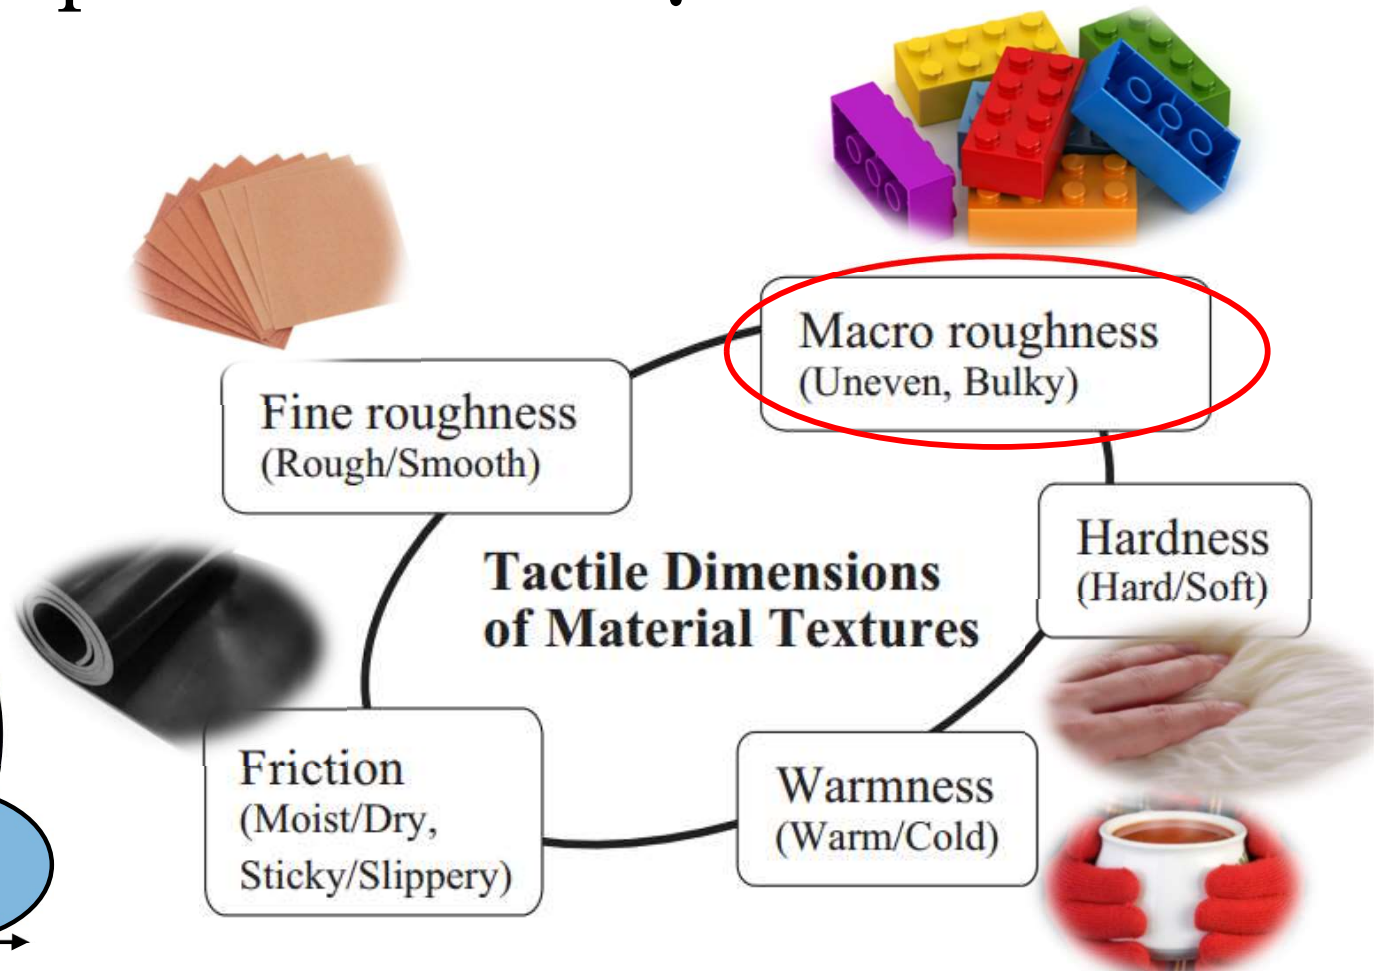 Fine roughness
(Rough/Smooth)
Macro roughness
(Uneven, Bulky)
Hardness
(Hard/Soft)
Tactile Dimensions
of Material Textures
Friction
(Moist/Dry,
Sticky/Slippery)
Warmness
(Warm/Cold)